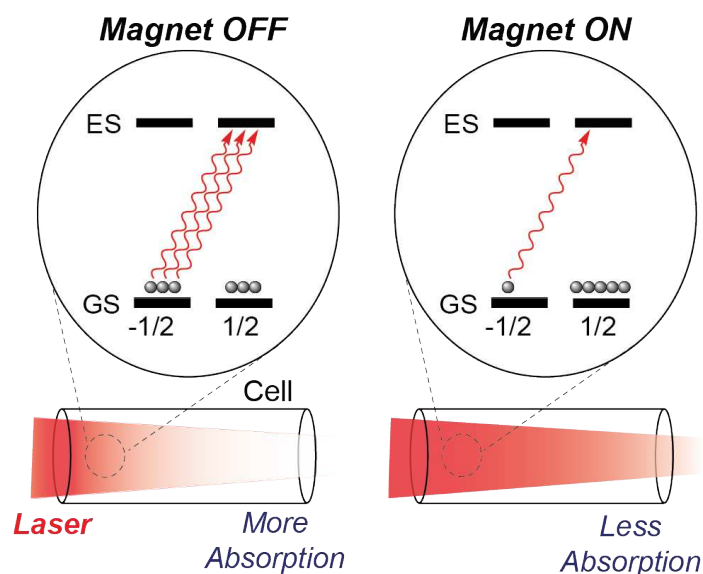 Magnet OFF
Magnet ON
ES
ES
GS
-1/2
1/2
GS
-1/2
1/2
Cell
Laser
More
Absorption
Less
Absorption